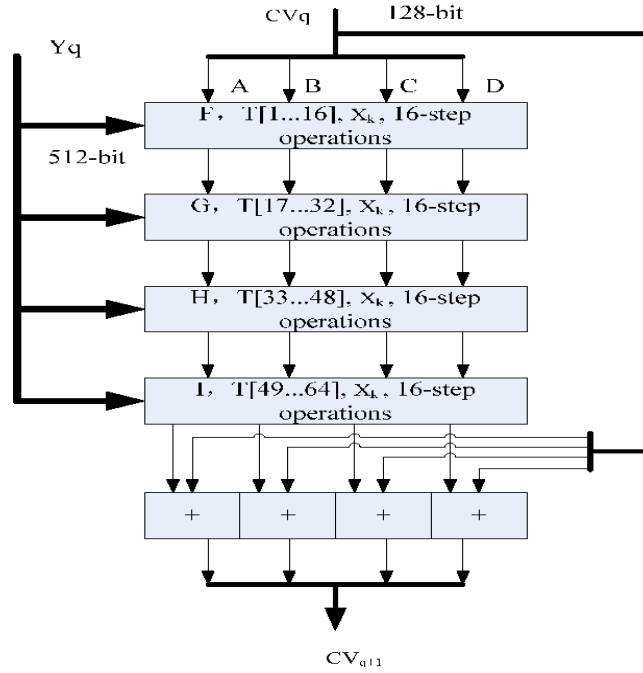 CVq
128-bit
Yq
A B C D
F, T[1...16], Xk, 16-step
operations
512-bit
G, T[17...32], Xk, 16-step
operations
H, T[33...48], Xk, 16-step
operations
I, T[49...64], Xk, 16-step
operations
+ + + +
CVq+1